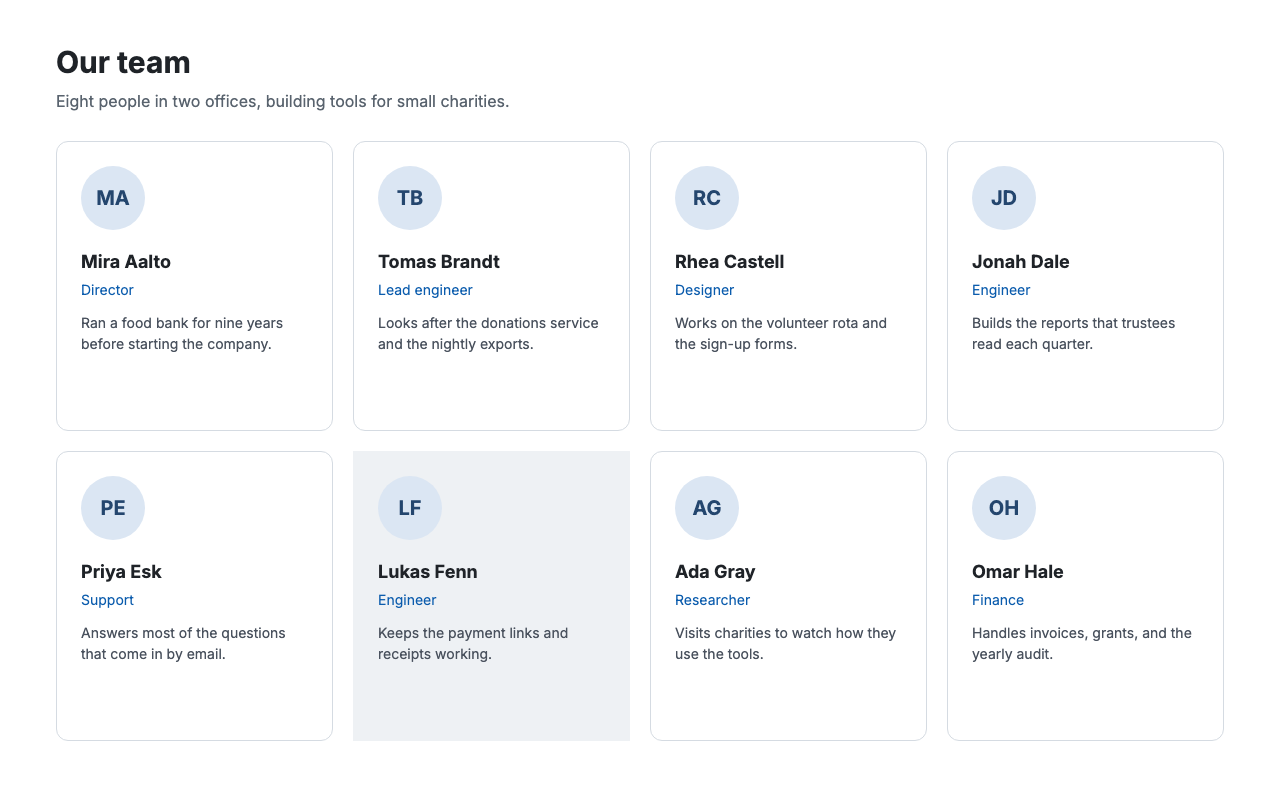 Our team
Eight people in two offices, building tools for small charities.
MA
Mira Aalto
Director
Ran a food bank for nine years
before starting the company.
TB
Tomas Brandt
Lead engineer
Looks after the donations service
and the nightly exports.
RC
Rhea Castell
Designer
Works on the volunteer rota and
the sign-up forms.
JD
Jonah Dale
Engineer
Builds the reports that trustees
read each quarter.
PE
Priya Esk
Support
Answers most of the questions
that come in by email.
LF
Lukas Fenn
Engineer
Keeps the payment links and
receipts working.
AG
Ada Gray
Researcher
Visits charities to watch how they
use the tools.
OH
Omar Hale
Finance
Handles invoices, grants, and the
yearly audit.